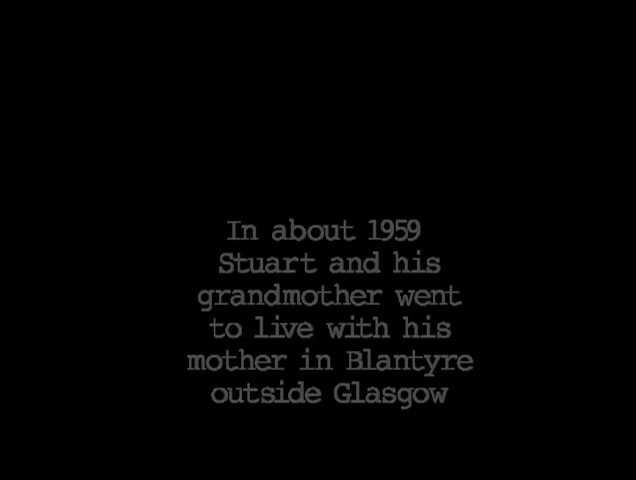 In about 1959
Stuart and his
grandmother went
to live with his
mother in Blantyre
outside Glasgow